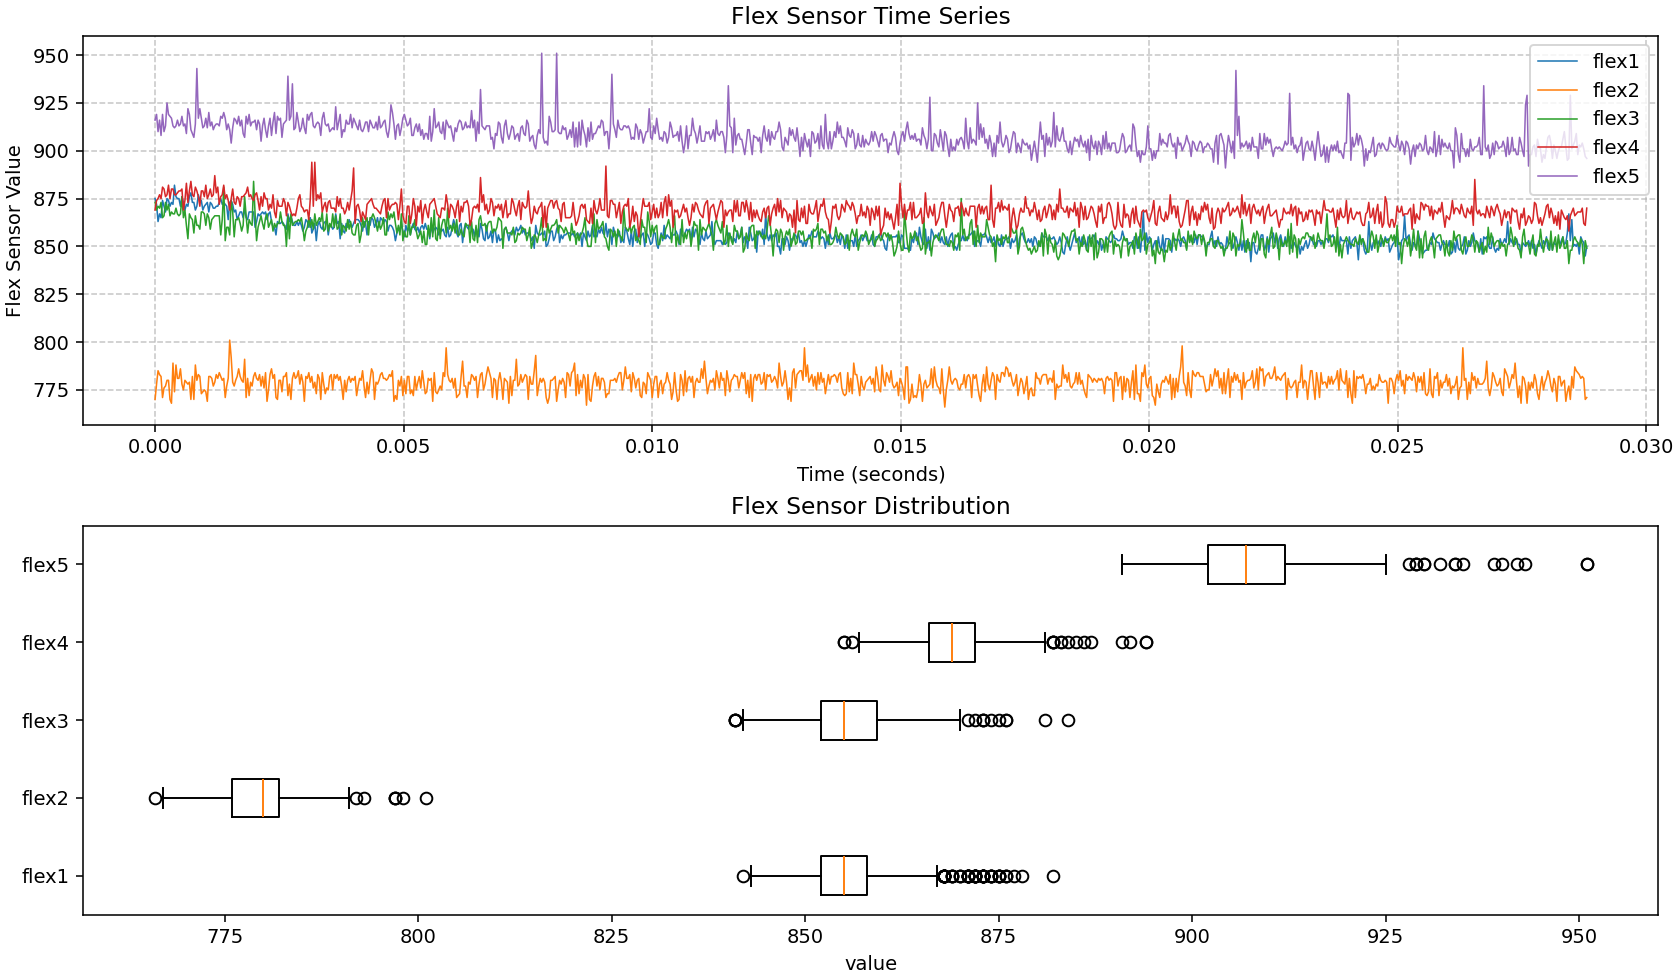 Flex Sensor Time Series
Flex Sensor Value
950
925
900
875
850
825
800
775
flex1
flex2
flex3
flex4
flex5
0.000 0.005 0.010 0.015 0.020 0.025 0.030
Time (seconds)
Flex Sensor Distribution
flex5
flex4
flex3
flex2
flex1
775 800 825 850 875 900 925 950
value